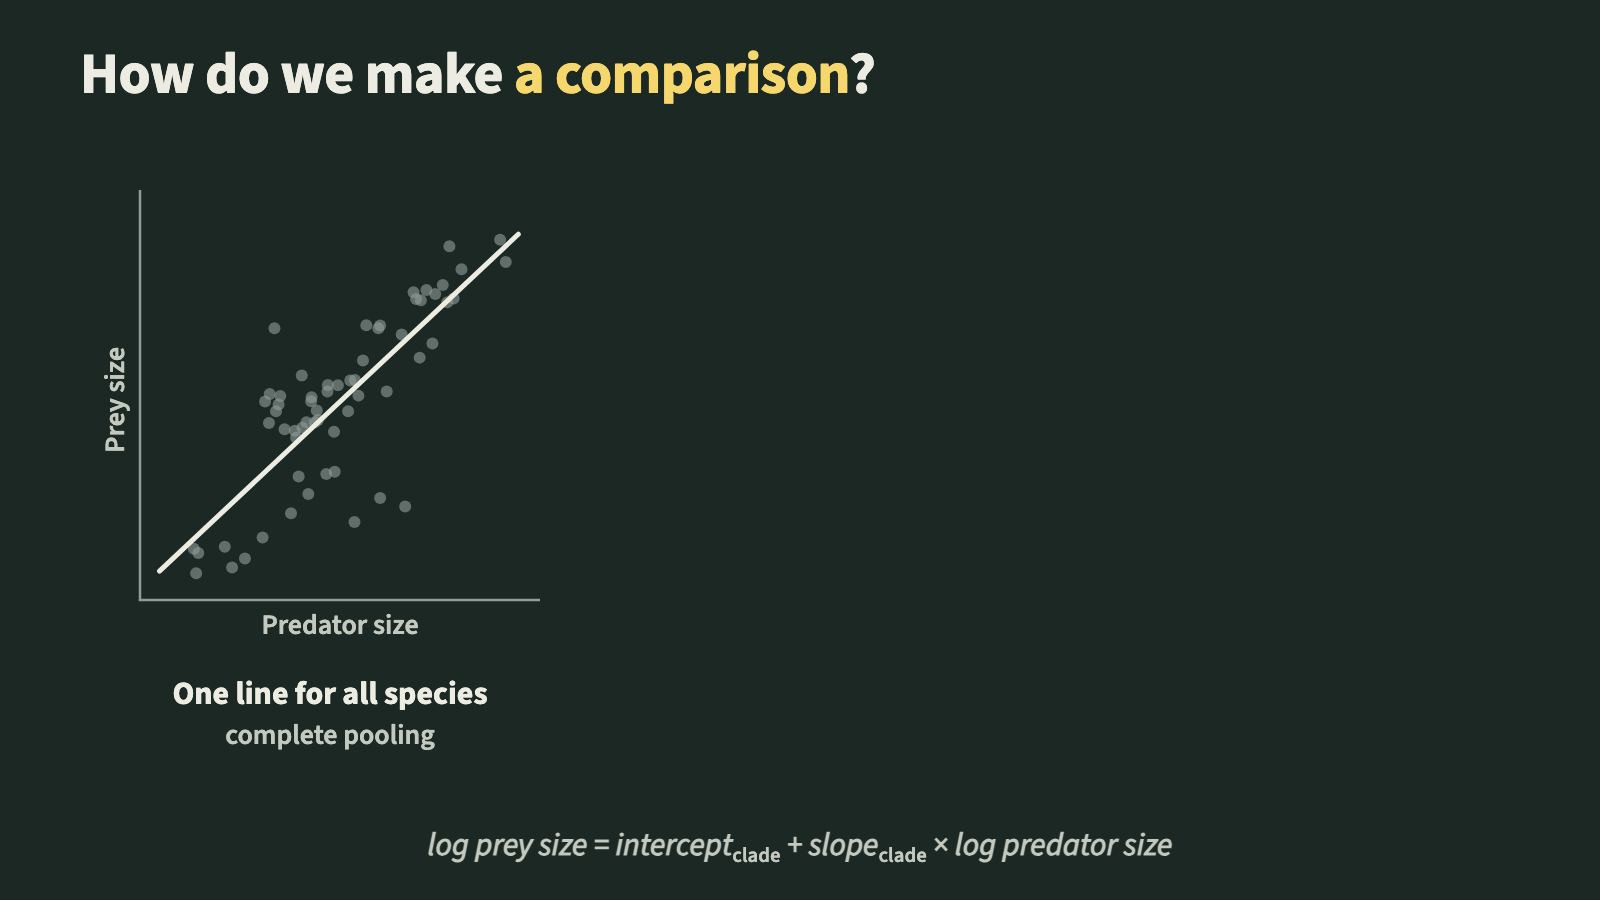 How do we make a comparison?
Prey size
Predator size
One line for all species
complete pooling
log prey size = intercept_clade + slope_clade × log predator size